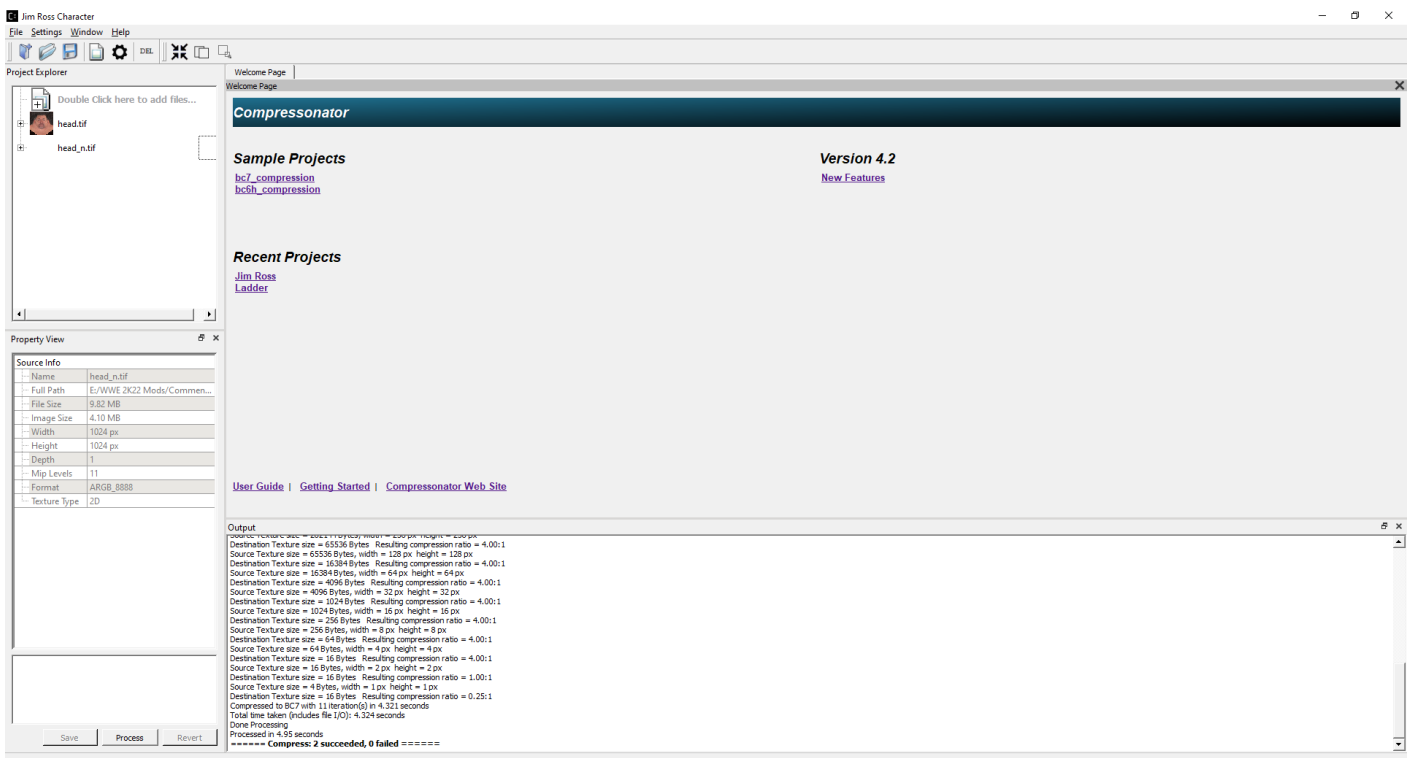 Jim Ross Character
File Settings Window Help
DEL
Project Explorer
Double Click here to add files...
head.tif
head_n.tif
Property View
Source Info
Name head_n.tif
Full Path E:/WWE 2K22 Mods/Commen...
File Size 9.82 MB
Image Size 4.10 MB
Width 1024 px
Height 1024 px
Depth 1
Mip Levels 11
Format ARGB_8888
Texture Type 2D
Save Process Revert
Welcome Page
Welcome Page
Compressonator
Sample Projects
bc7_compression
bc6h_compression
Version 4.2
New Features
Recent Projects
Jim Ross
Ladder
User Guide | Getting Started | Compressonator Web Site
Output
Destination Texture size = 65536 Bytes Resulting compression ratio = 4.00:1
Source Texture size = 65536 Bytes, width = 128 px height = 128 px
Destination Texture size = 16384 Bytes Resulting compression ratio = 4.00:1
Source Texture size = 16384 Bytes, width = 64 px height = 64 px
Destination Texture size = 4096 Bytes Resulting compression ratio = 4.00:1
Source Texture size = 4096 Bytes, width = 32 px height = 32 px
Destination Texture size = 1024 Bytes Resulting compression ratio = 4.00:1
Source Texture size = 1024 Bytes, width = 16 px height = 16 px
Destination Texture size = 256 Bytes Resulting compression ratio = 4.00:1
Source Texture size = 256 Bytes, width = 8 px height = 8 px
Destination Texture size = 64 Bytes Resulting compression ratio = 4.00:1
Source Texture size = 64 Bytes, width = 4 px height = 4 px
Destination Texture size = 16 Bytes Resulting compression ratio = 4.00:1
Source Texture size = 16 Bytes, width = 2 px height = 2 px
Destination Texture size = 16 Bytes Resulting compression ratio = 1.00:1
Source Texture size = 4 Bytes, width = 1 px height = 1 px
Destination Texture size = 16 Bytes Resulting compression ratio = 0.25:1
Compressed to BC7 with 11 iteration(s) in 4.321 seconds
Total time taken (includes file I/O): 4.324 seconds
Done Processing
Processed in 4.95 seconds
====== Compress: 2 succeeded, 0 failed ======